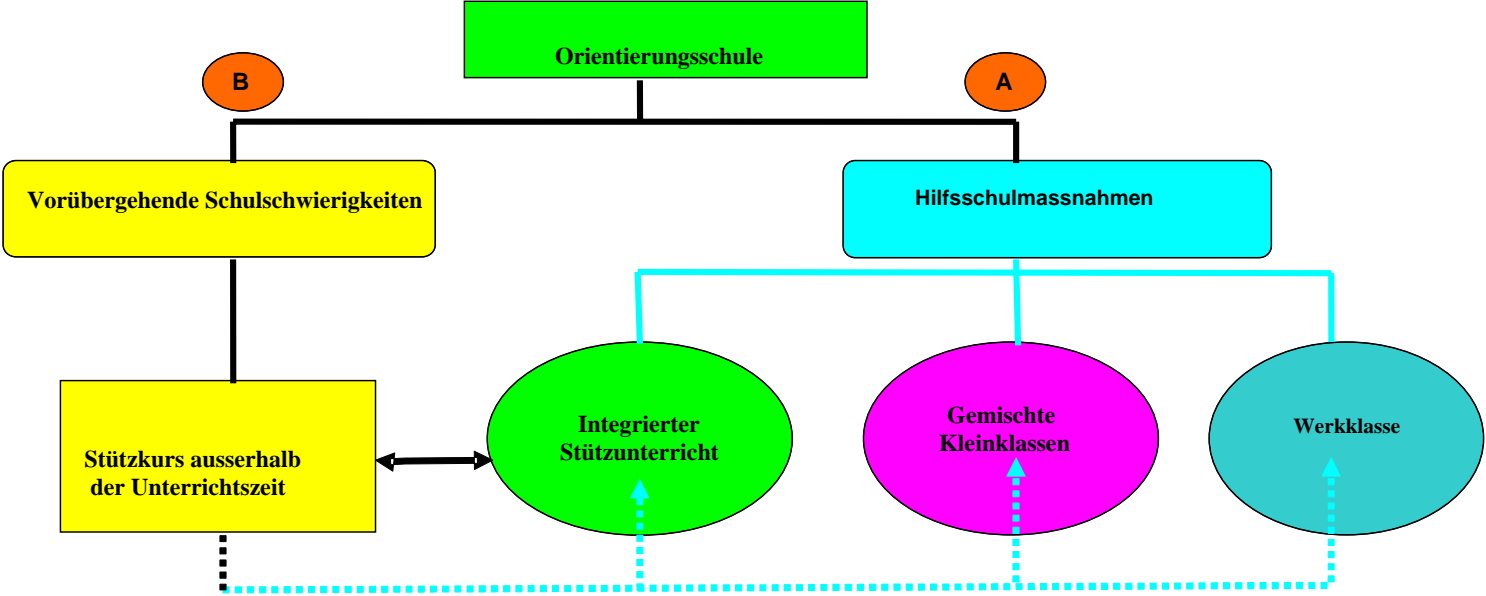 Orientierungsschule
B
A
Vorübergehende Schulschwierigkeiten
Hilfsschulmassnahmen
Stützkurs ausserhalb
der Unterrichtszeit
Integrierter
Stützunterricht
Gemischte
Kleinklassen
Werkklasse